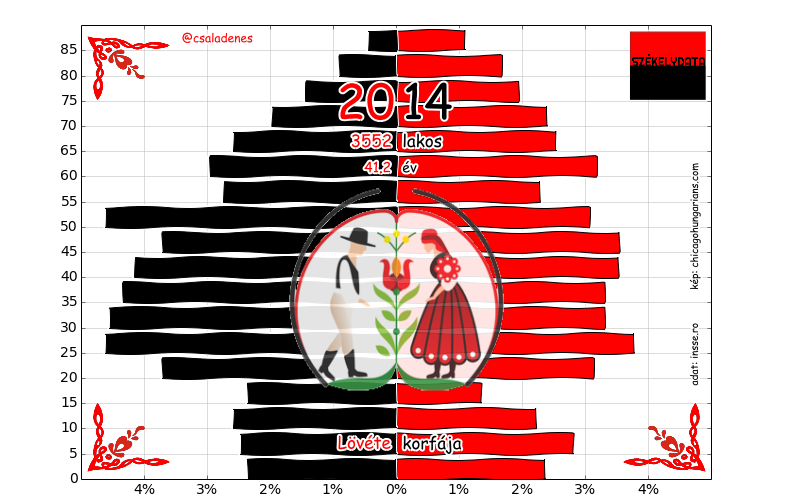 @csaladenes
SZÉKELYDATA
2014
3552 lakos
41,2 év
kép: chicagohungarians.com
adat: insse.ro
Lövéte korfája
85
80
75
70
65
60
55
50
45
40
35
30
25
20
15
10
5
0
4% 3% 2% 1% 0% 1% 2% 3% 4%